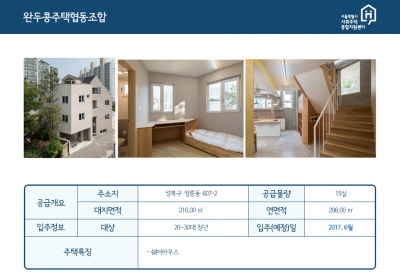 완두콩주택협동조합
서울특별시
사회주택
종합지원센터
공급개요 주소지 성북구 정릉동 607-2 공급물량 15실
대지면적 210.00 ㎡ 연면적 298.00 ㎡
입주정보 대상 20~30대 청년 입주(예정)일 2017. 6월
주택특징 - 쉐어하우스